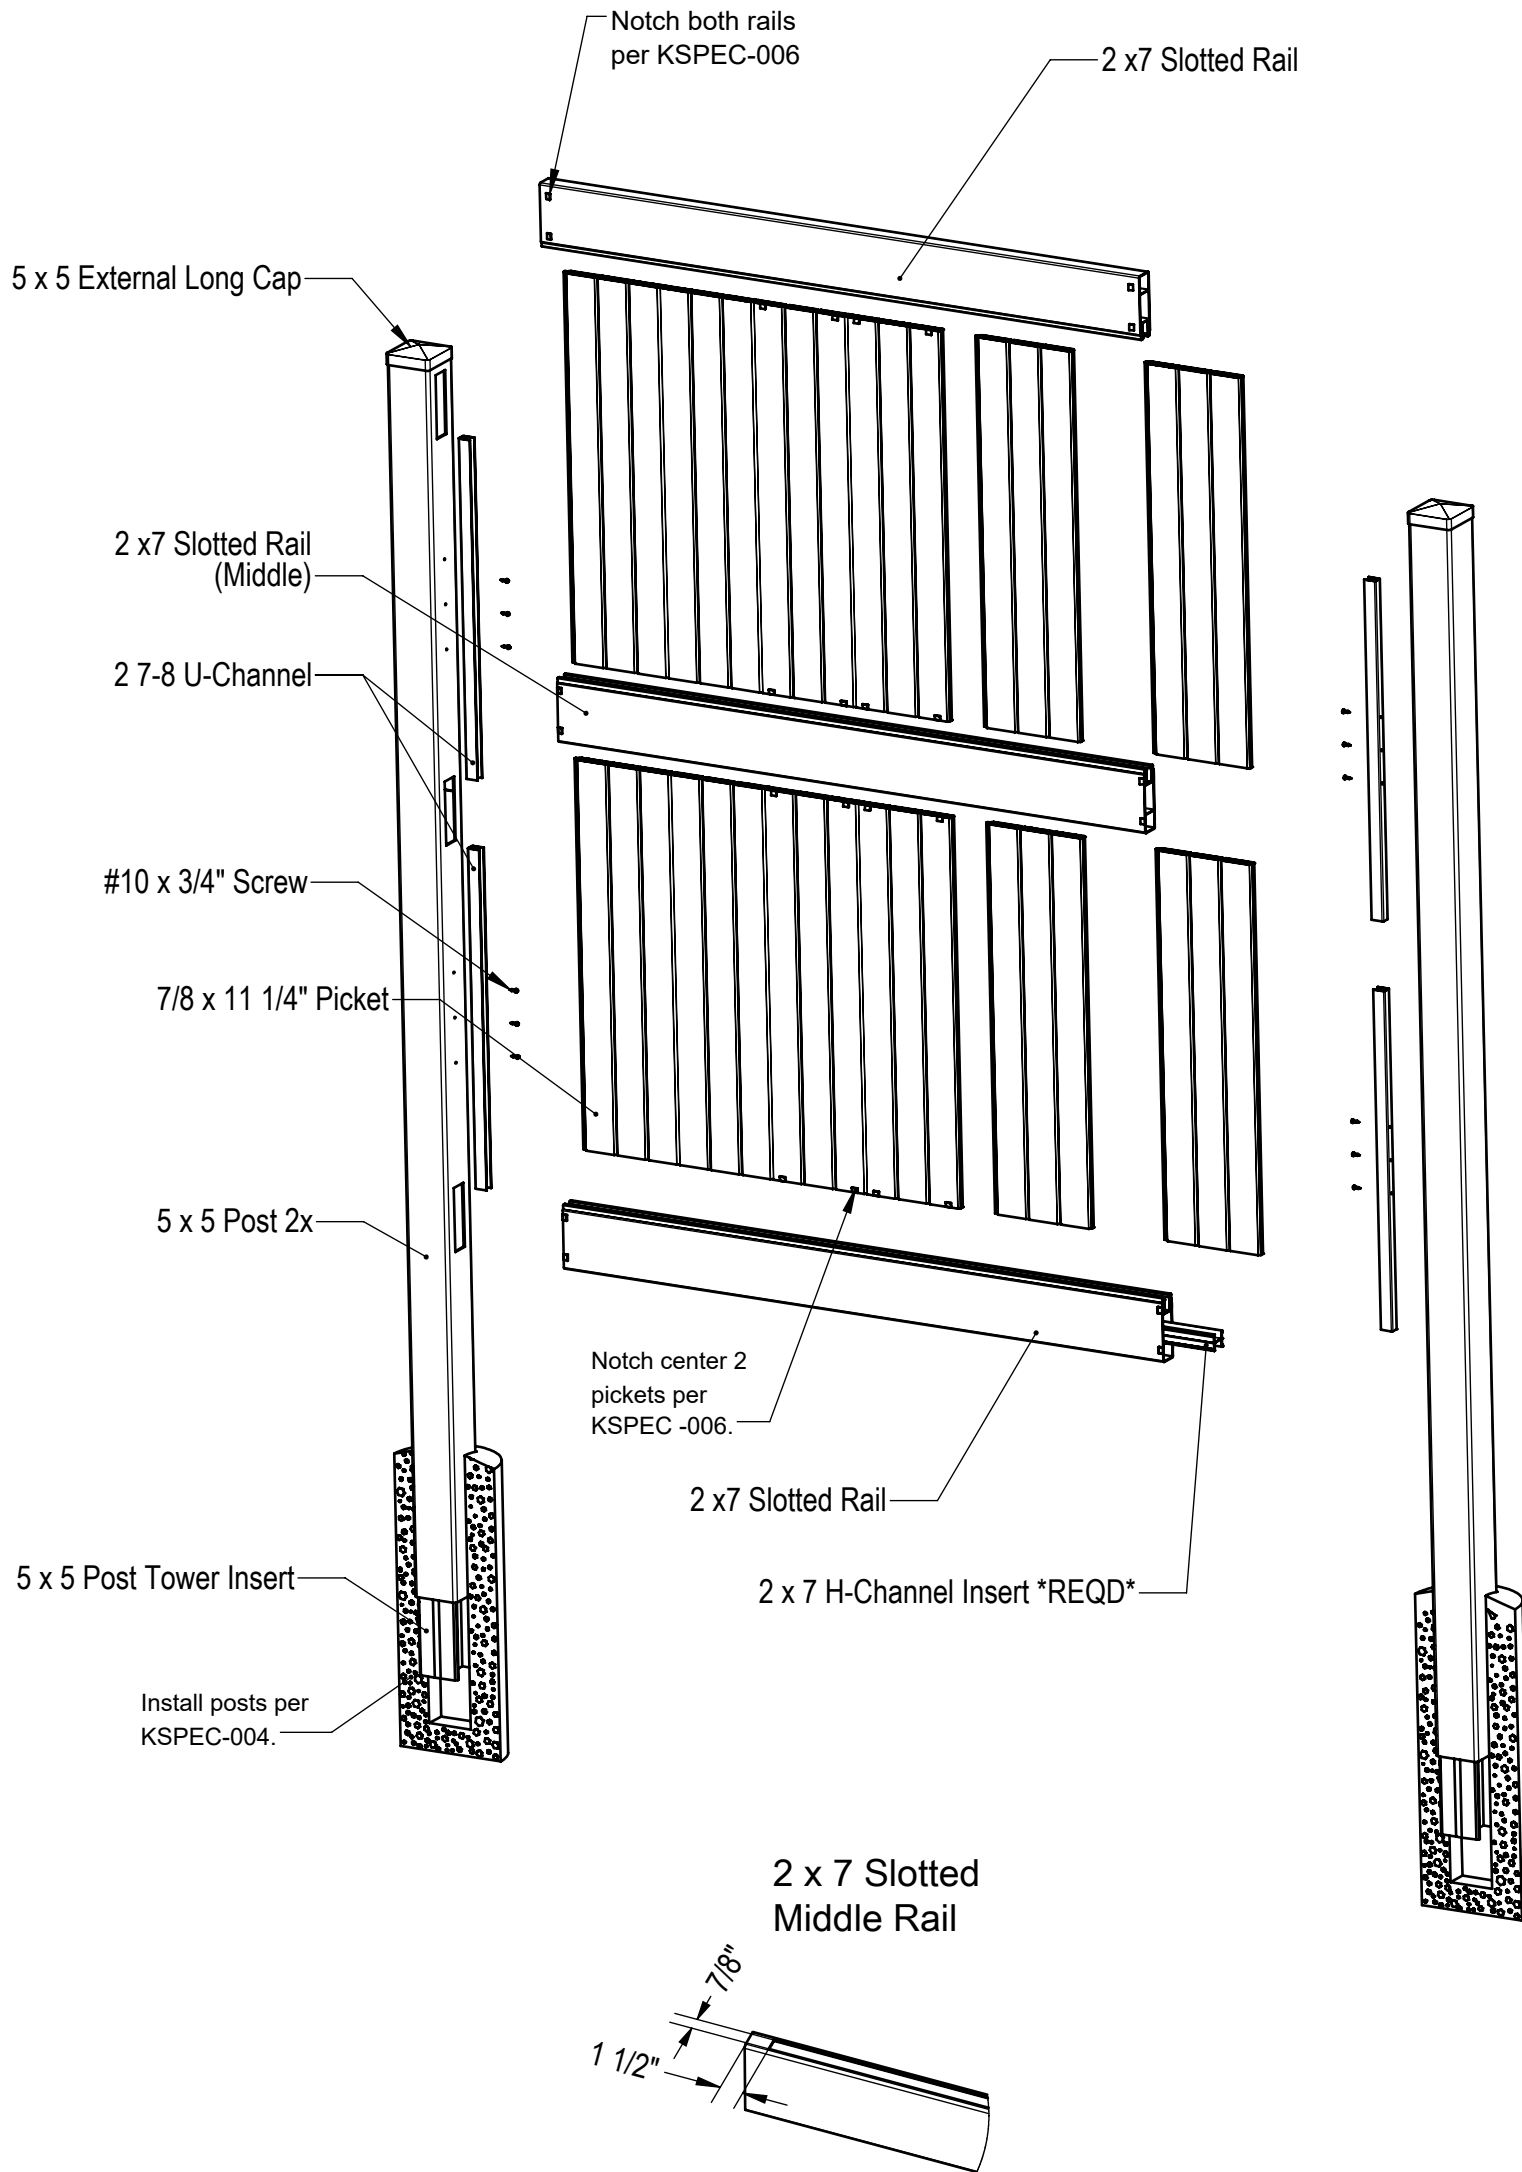 Notch both rails
per KSPEC-006
2 x7 Slotted Rail
5 x 5 External Long Cap
2 x7 Slotted Rail
(Middle)
2 7-8 U-Channel
#10 x 3/4" Screw
7/8 x 11 1/4" Picket
5 x 5 Post 2x
Notch center 2
pickets per
KSPEC -006.
2 x7 Slotted Rail
5 x 5 Post Tower Insert
2 x 7 H-Channel Insert *REQD*
Install posts per
KSPEC-004.
2 x 7 Slotted
Middle Rail
7/8"
1 1/2"